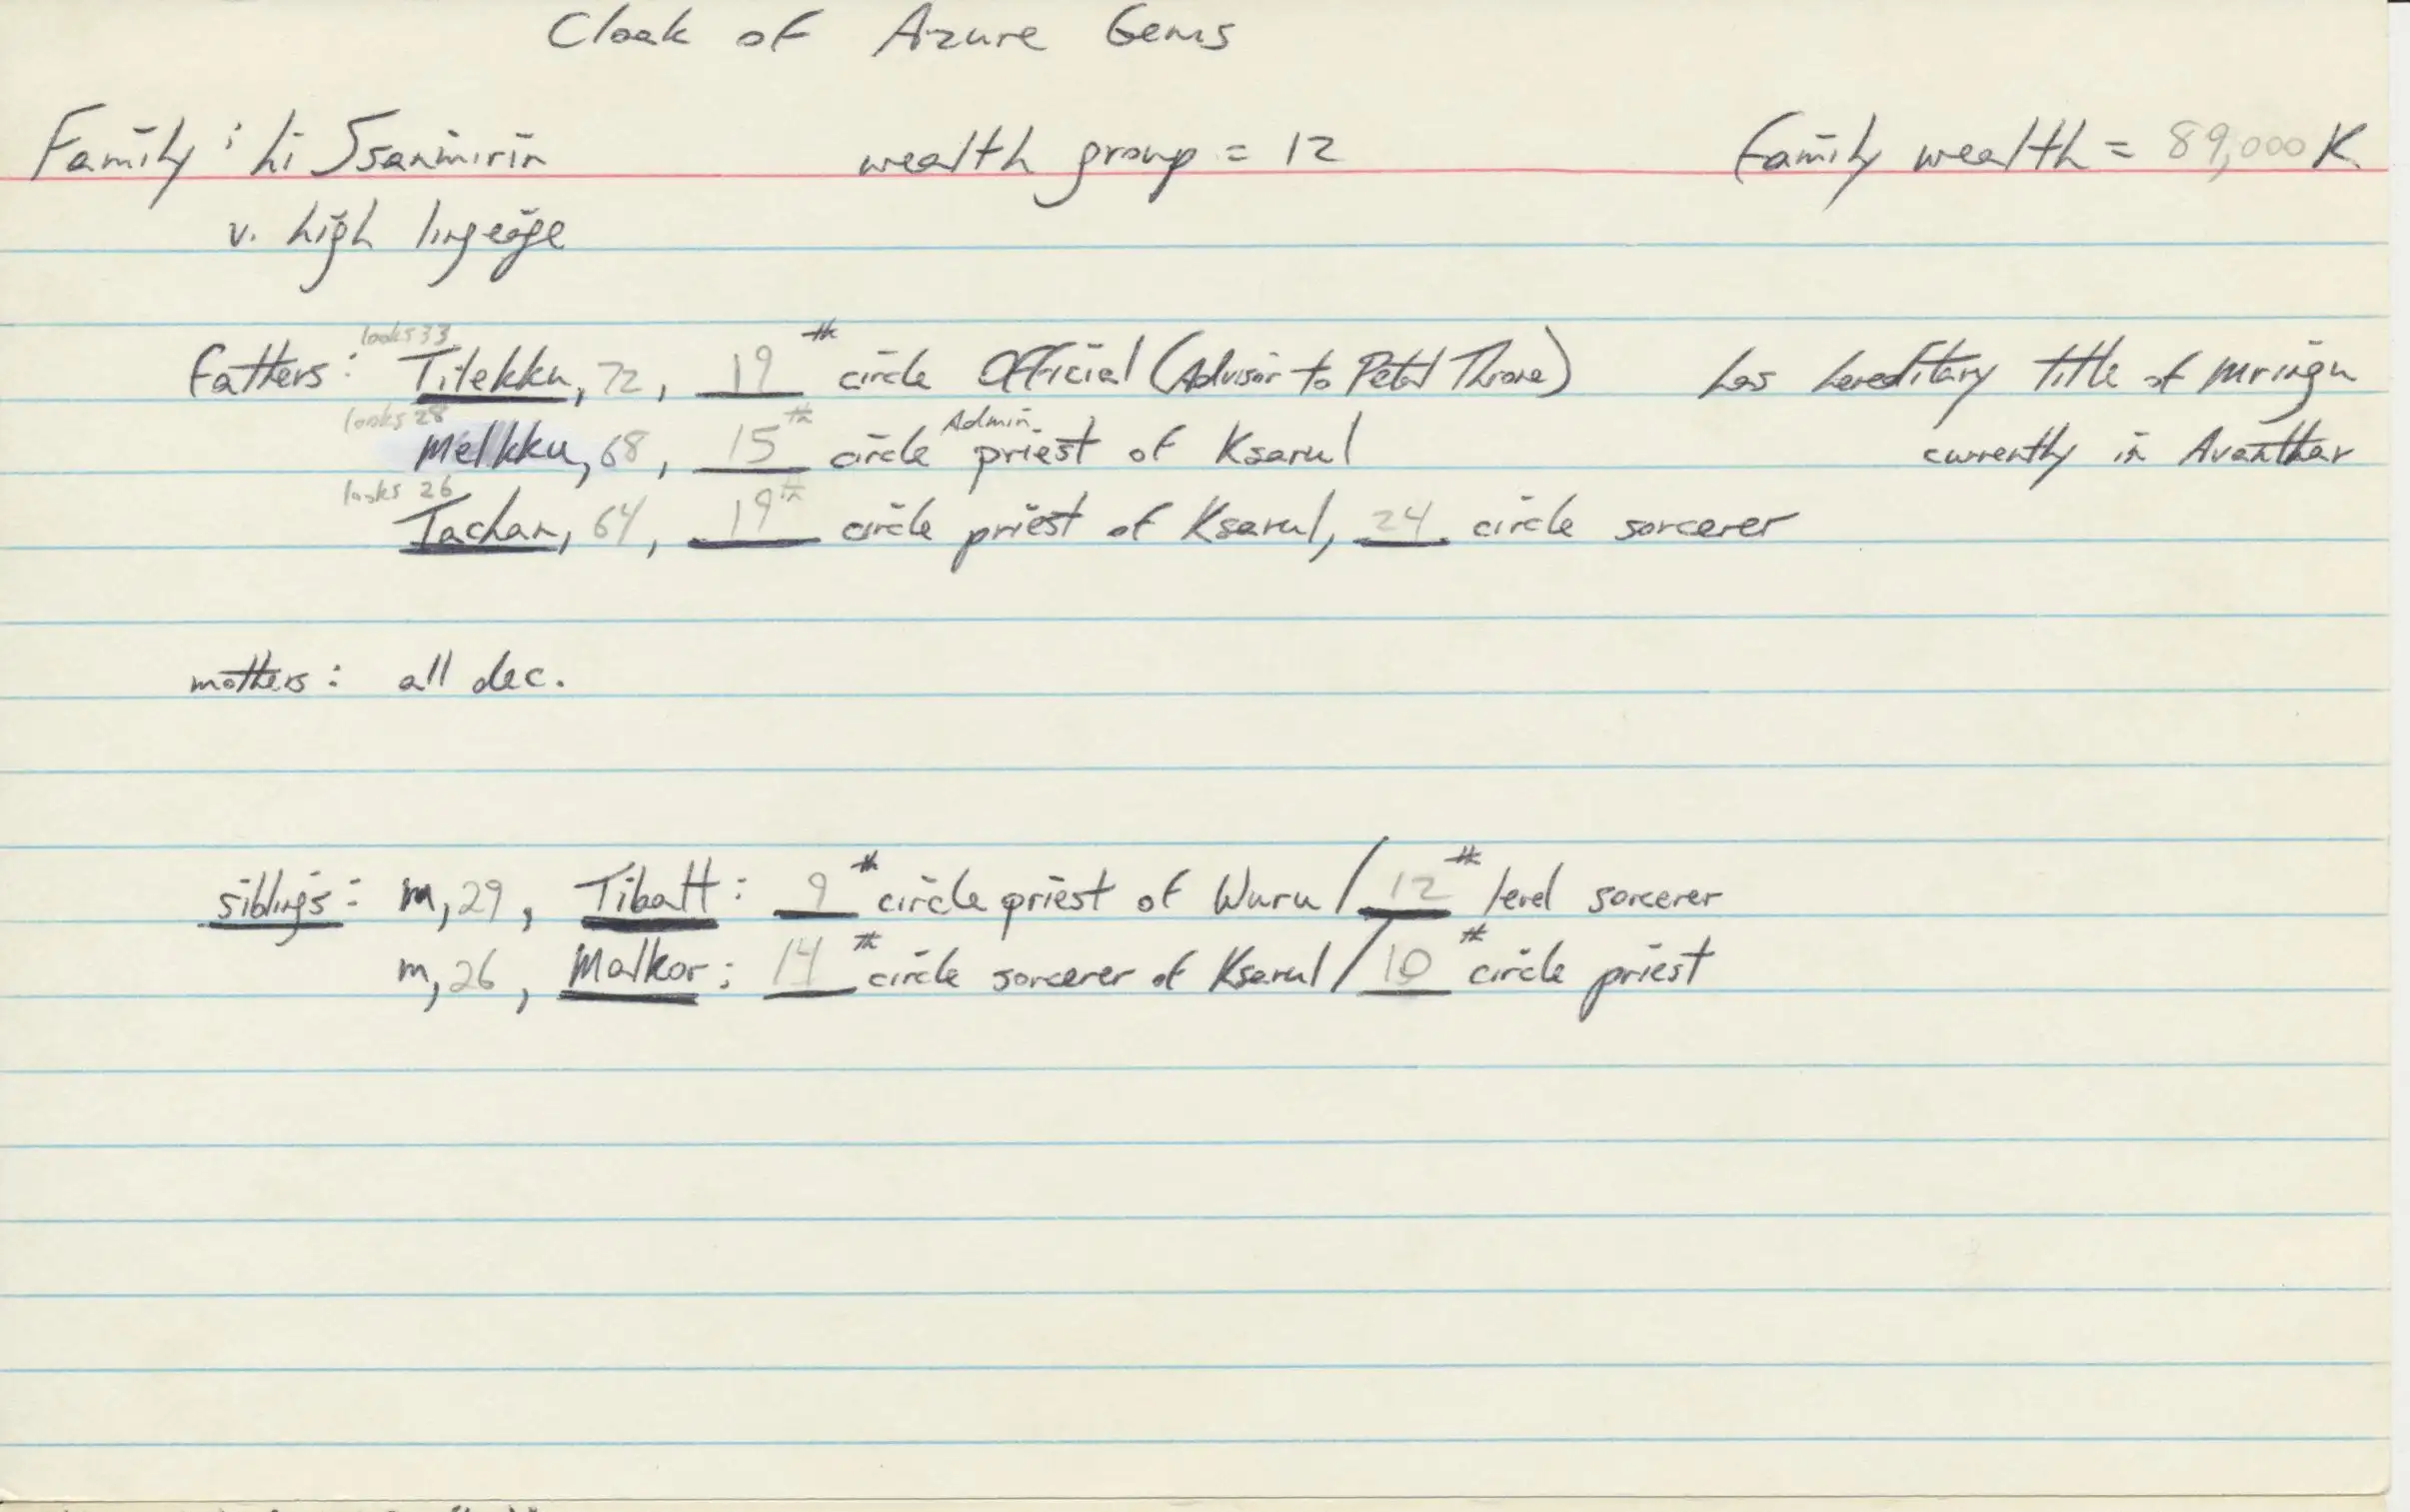 Cloak of Azure Gems
Family: hi Ssanmirin wealth group = 12 Family wealth = 89,000 K
v. high lingeage
looks 33
fathers: Titekku, 72, 19th circle Official (Advisor to Petal Throne) has hereditary title of mringu
looks 28 Admin.
Melkku, 68, 15th circle priest of Ksarul currently in Avanthar
looks 26
Jachan, 64, 19th circle priest of Ksarul, 24 circle sorcerer
mothers: all dec.
siblings: m, 29, Tibatt: 9th circle priest of Wuru / 12th level sorcerer
m, 26, Malkor: 14th circle sorcerer of Ksarul / 10th circle priest